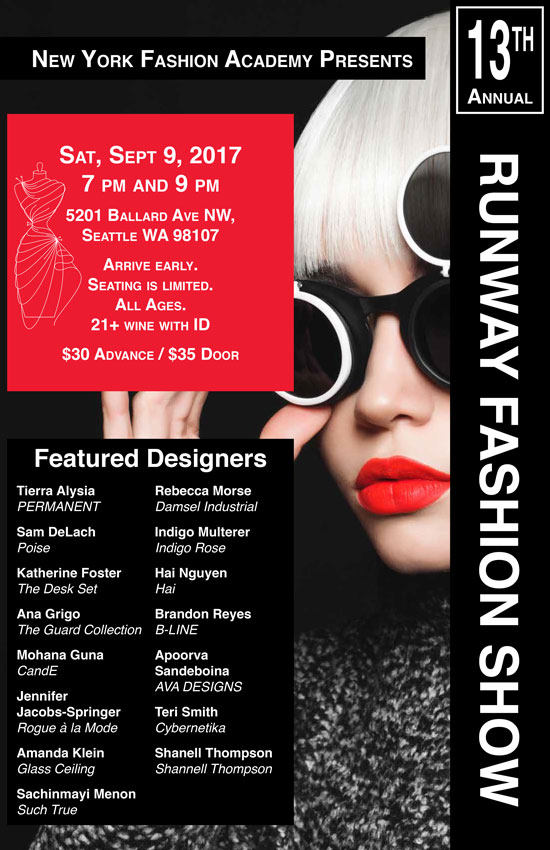 New York Fashion Academy Presents
13TH
Annual
RUNWAY FASHION SHOW
Sat, Sept 9, 2017
7 pm and 9 pm
5201 Ballard Ave NW,
Seattle WA 98107
Arrive early.
Seating is limited.
All Ages.
21+ wine with ID
$30 Advance / $35 Door
Featured Designers
Tierra Alysia
PERMANENT
Sam DeLach
Poise
Katherine Foster
The Desk Set
Ana Grigo
The Guard Collection
Mohana Guna
CandE
Jennifer
Jacobs-Springer
Rogue à la Mode
Amanda Klein
Glass Ceiling
Sachinmayi Menon
Such True
Rebecca Morse
Damsel Industrial
Indigo Multerer
Indigo Rose
Hai Nguyen
Hai
Brandon Reyes
B-LINE
Apoorva
Sandeboina
AVA DESIGNS
Teri Smith
Cybernetika
Shanell Thompson
Shannell Thompson